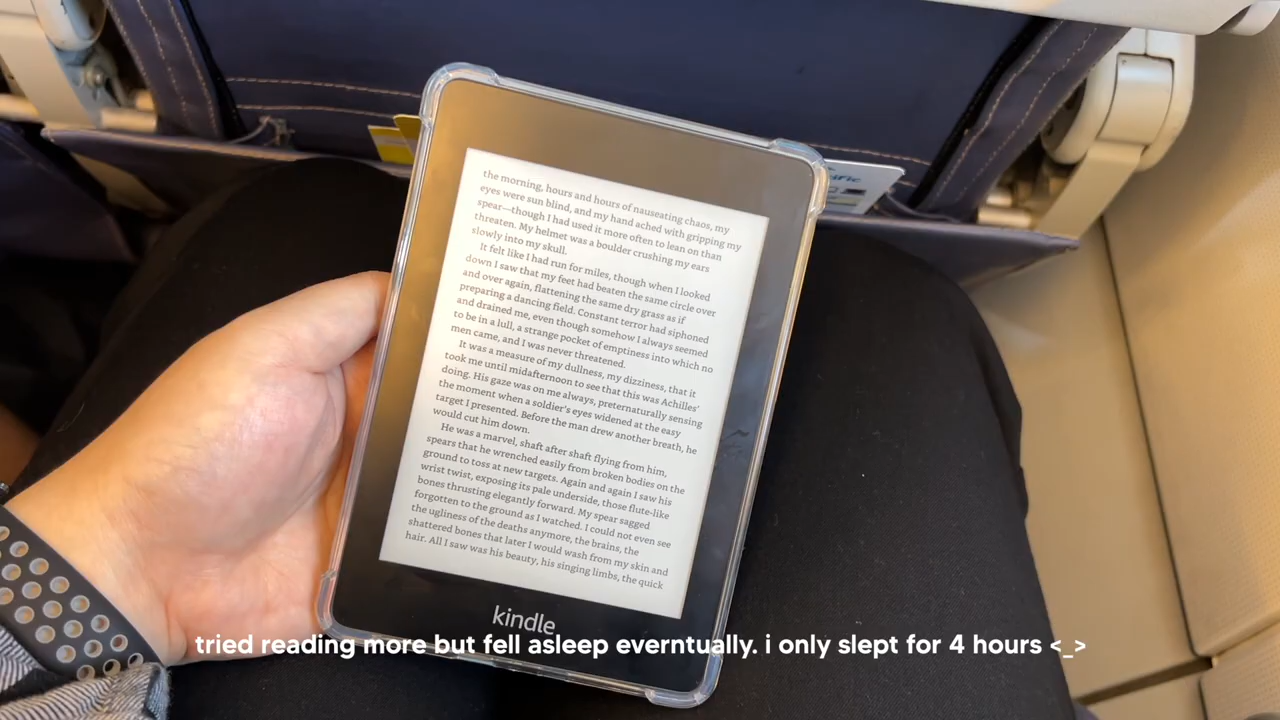 the morning, hours and hours of nauseating chaos, my
eyes were sun blind, and my hand ached with gripping my
spear—though I had used it more often to lean on than
threaten. My helmet was a boulder crushing my ears
slowly into my skull.
It felt like I had run for miles, though when I looked
down I saw that my feet had beaten the same circle over
and over again, flattening the same dry grass as if
preparing a dancing field. Constant terror had siphoned
and drained me, even though somehow I always seemed
to be in a lull, a strange pocket of emptiness into which no
men came, and I was never threatened.
It was a measure of my dullness, my dizziness, that it
took me until midafternoon to see that this was Achilles’
doing. His gaze was on me always, preternaturally sensing
the moment when a soldier’s eyes widened at the easy
target I presented. Before the man drew another breath, he
would cut him down.
He was a marvel, shaft after shaft flying from him,
spears that he wrenched easily from broken bodies on the
ground to toss at new targets. Again and again I saw his
wrist twist, exposing its pale underside, those flute-like
bones thrusting elegantly forward. My spear sagged
forgotten to the ground as I watched. I could not even see
the ugliness of the deaths anymore, the brains, the
shattered bones that later I would wash from my skin and
hair. All I saw was his beauty, his singing limbs, the quick
kindle
tried reading more but fell asleep everntually. i only slept for 4 hours <_>